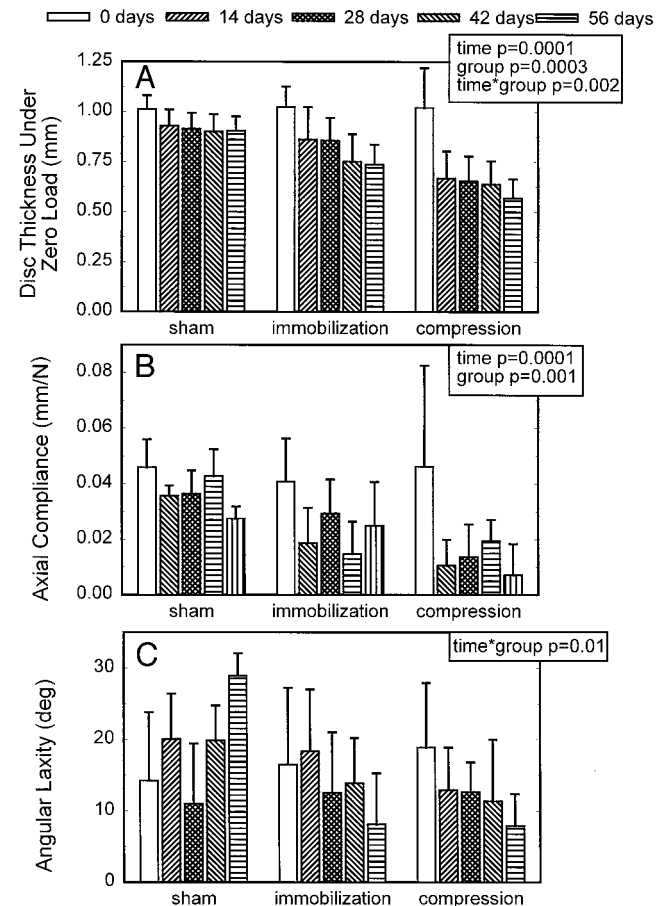 0 days 14 days 28 days 42 days 56 days
time p=0.0001
group p=0.0003
time*group p=0.002
A
Disc Thickness Under
Zero Load (mm)
1.25
1.00
0.75
0.50
0.25
0.00
sham immobilization compression
time p=0.0001
group p=0.001
B
Axial Compliance (mm/N)
0.08
0.06
0.04
0.02
0.00
sham immobilization compression
time*group p=0.01
C
Angular Laxity (deg)
30
20
10
0
sham immobilization compression